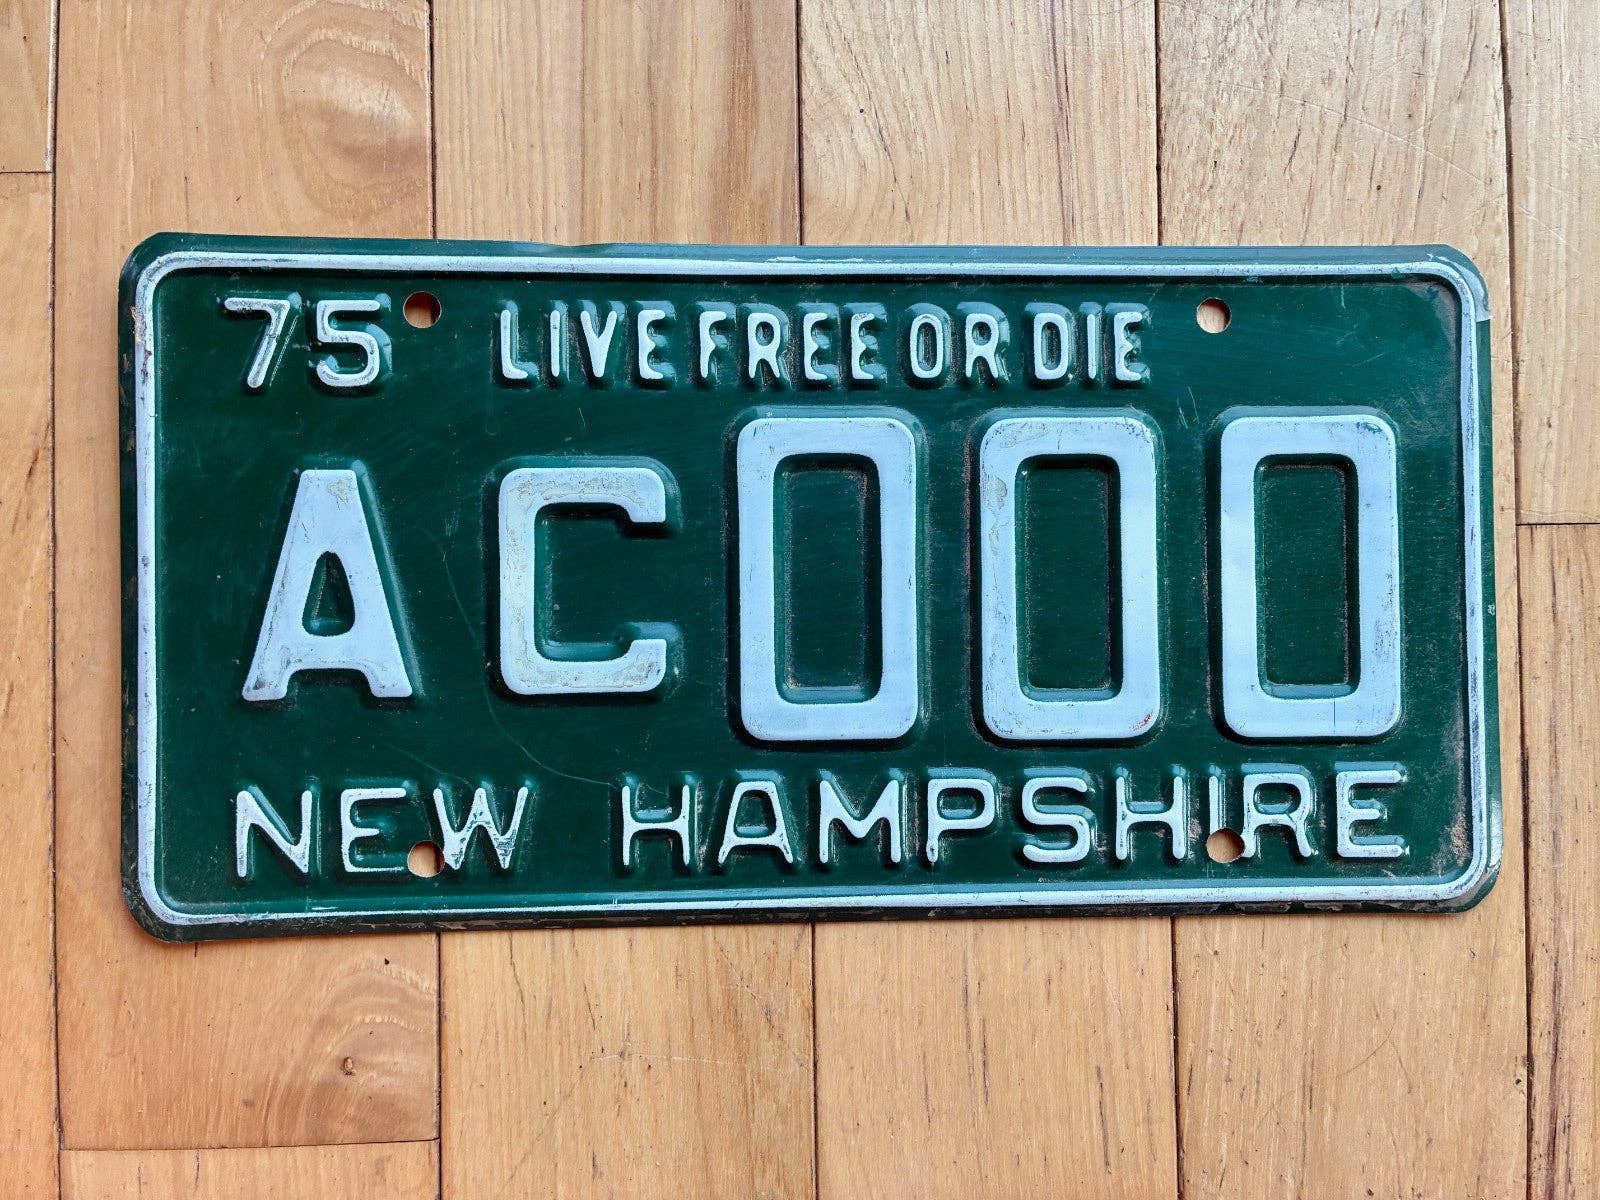 75 LIVE FREE OR DIE
AC000
NEW HAMPSHIRE